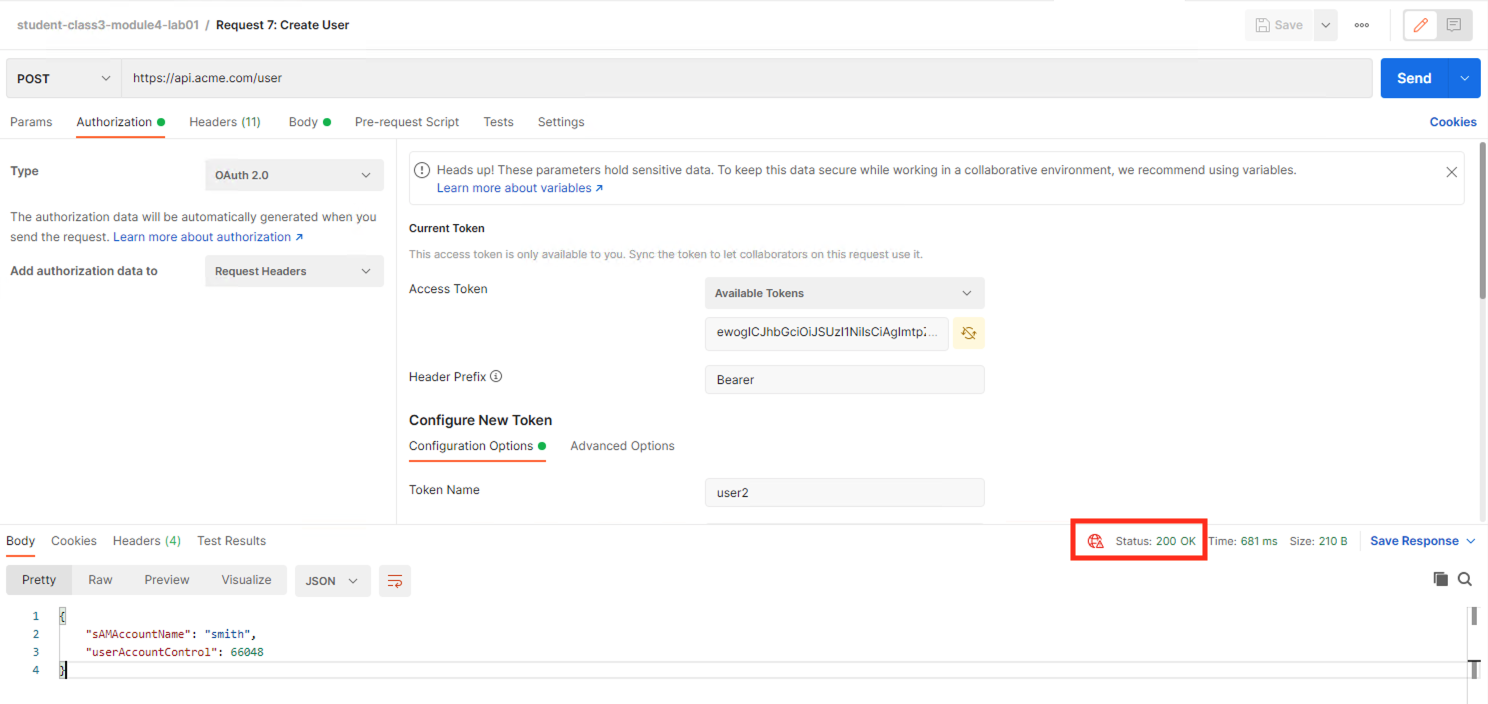 student-class3-module4-lab01 / Request 7: Create User
Save
POST
https://api.acme.com/user
Send
Params
Authorization
Headers (11)
Body
Pre-request Script
Tests
Settings
Cookies
Type
OAuth 2.0
The authorization data will be automatically generated when you
send the request. Learn more about authorization ↗
Add authorization data to
Request Headers
Heads up! These parameters hold sensitive data. To keep this data secure while working in a collaborative environment, we recommend using variables.
Learn more about variables ↗
Current Token
This access token is only available to you. Sync the token to let collaborators on this request use it.
Access Token
Available Tokens
Header Prefix
Bearer
Configure New Token
Configuration Options
Advanced Options
Token Name
user2
Body
Cookies
Headers (4)
Test Results
Status: 200 OK
Time: 681 ms
Size: 210 B
Save Response
Pretty
Raw
Preview
Visualize
JSON
1 {
2 "sAMAccountName": "smith",
3 "userAccountControl": 66048
4 }